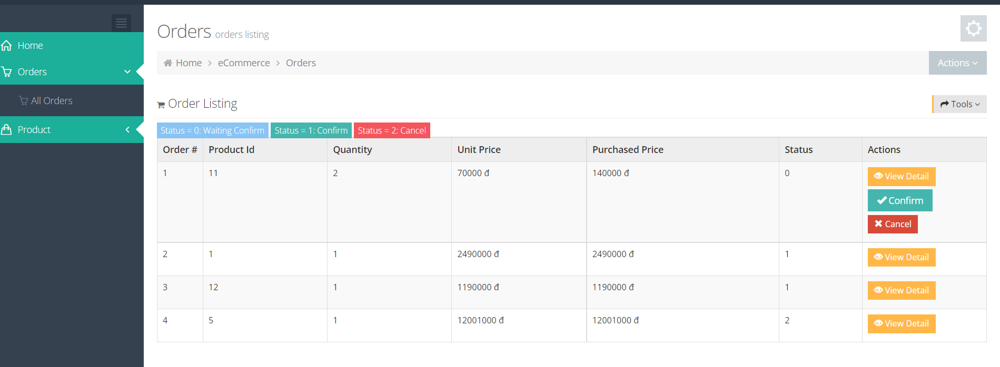 Home
Orders
All Orders
Product
Orders orders listing
Home eCommerce Orders
Actions
Order Listing
Tools
Status = 0: Waiting Confirm Status = 1: Confirm Status = 2: Cancel
Order # Product Id Quantity Unit Price Purchased Price Status Actions
1 11 2 70000 đ 140000 đ 0 View Detail
Confirm
Cancel
2 1 1 2490000 đ 2490000 đ 1 View Detail
3 12 1 1190000 đ 1190000 đ 1 View Detail
4 5 1 12001000 đ 12001000 đ 2 View Detail